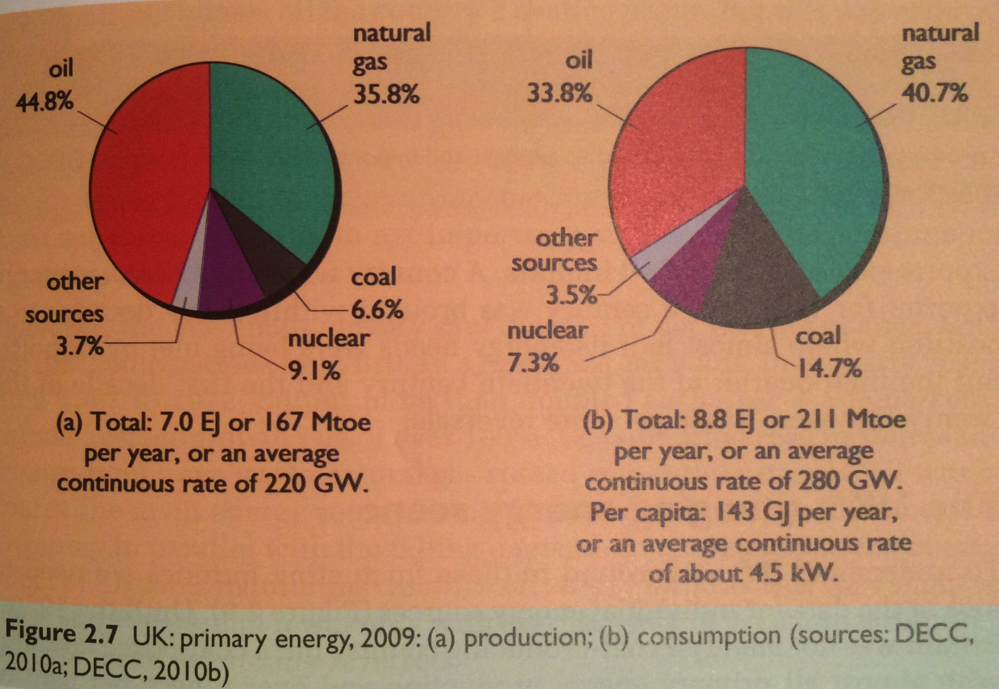 oil
44.8%
natural
gas
35.8%
other
sources
3.7%
coal
6.6%
nuclear
9.1%
(a) Total: 7.0 EJ or 167 Mtoe
per year, or an average
continuous rate of 220 GW.
oil
33.8%
natural
gas
40.7%
other
sources
3.5%
nuclear
7.3%
coal
14.7%
(b) Total: 8.8 EJ or 211 Mtoe
per year, or an average
continuous rate of 280 GW.
Per capita: 143 GJ per year,
or an average continuous rate
of about 4.5 kW.
Figure 2.7 UK: primary energy, 2009: (a) production; (b) consumption (sources: DECC,
2010a; DECC, 2010b)